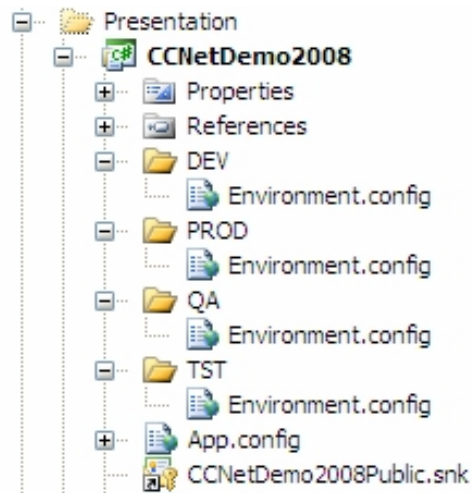 Presentation
CCNetDemo2008
Properties
References
DEV
Environment.config
PROD
Environment.config
QA
Environment.config
TST
Environment.config
App.config
CCNetDemo2008Public.snk